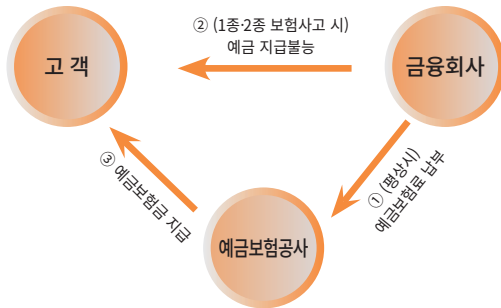 ② (1종·2종 보험사고 시)
예금 지급불능
고 객
금융회사
① (평상시)
예금보험료 납부
③ 예금보험금 지급
예금보험공사